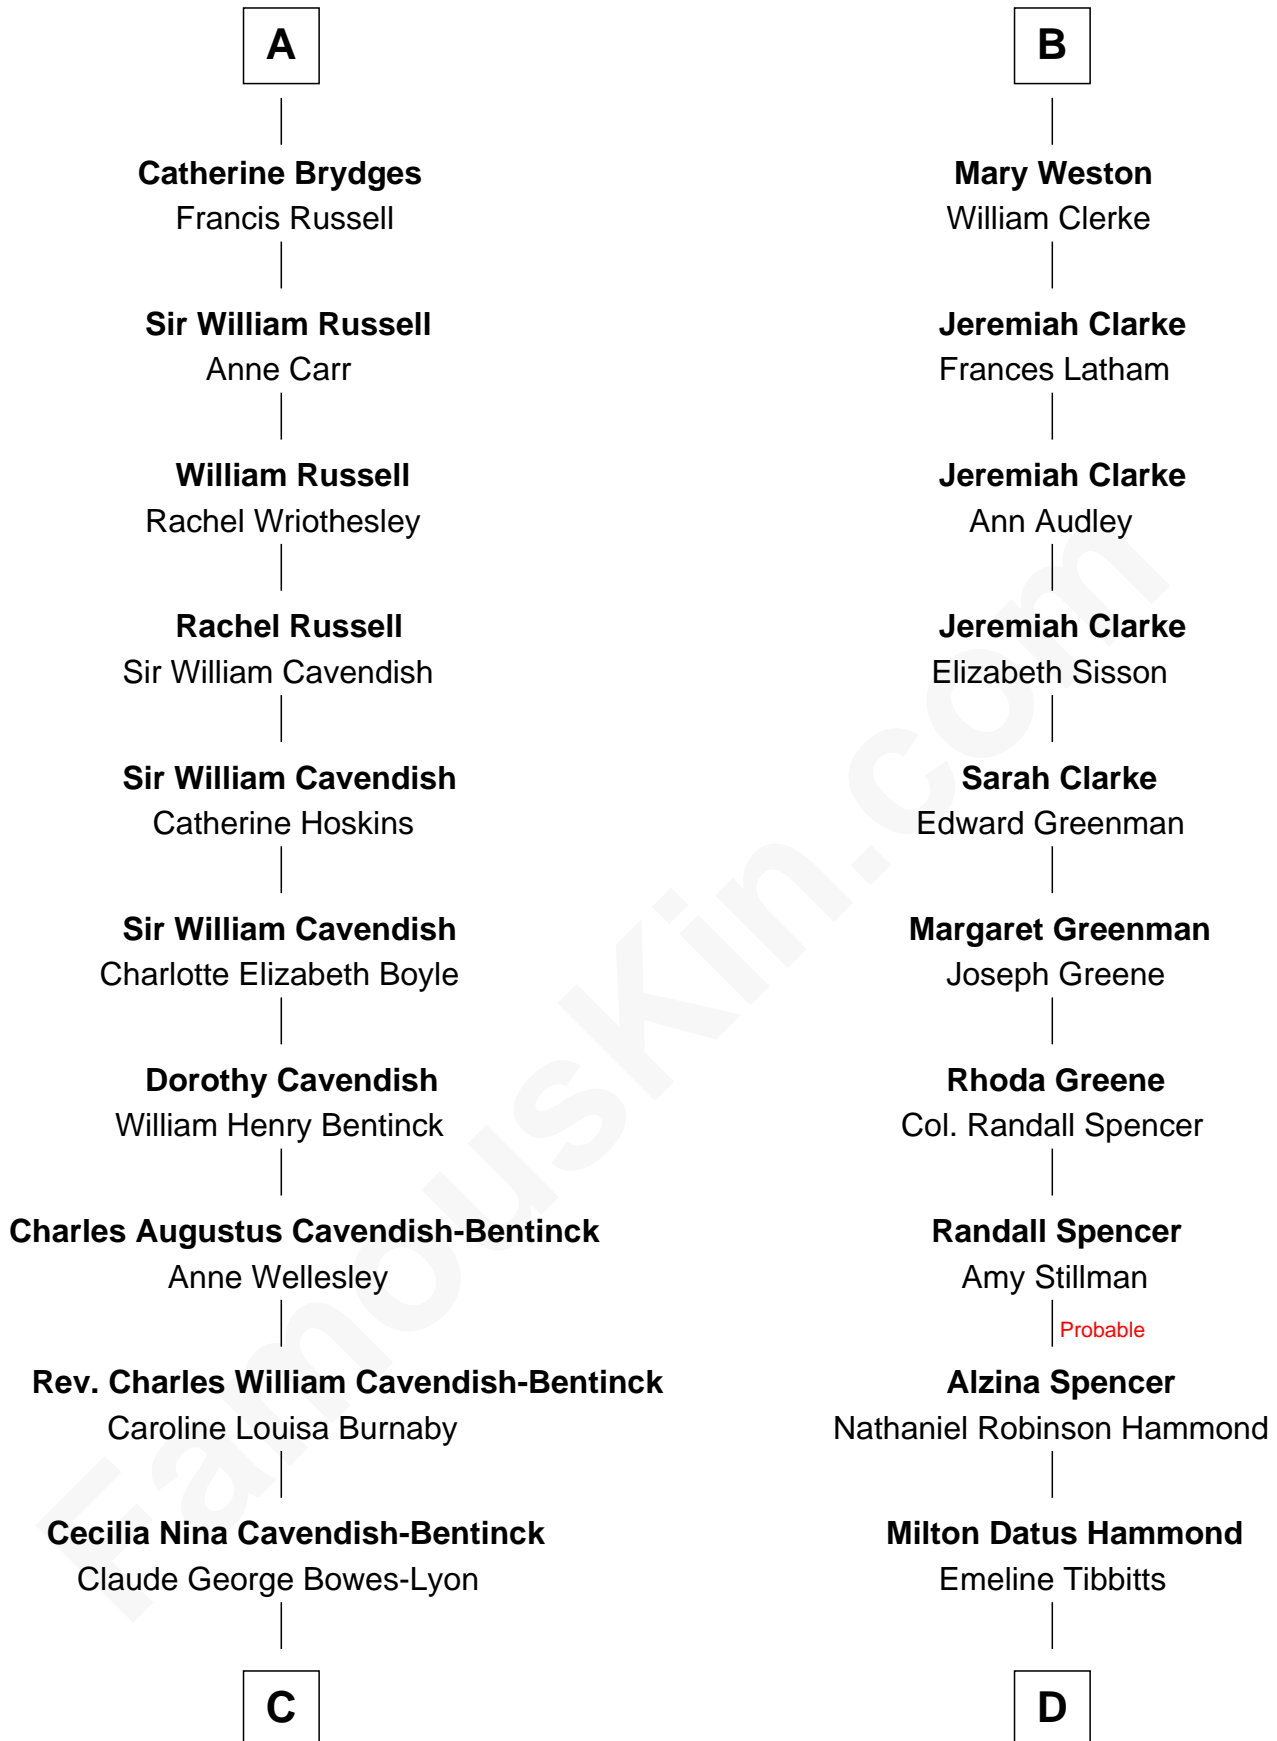 A
Catherine Brydges
Francis Russell
Sir William Russell
Anne Carr
William Russell
Rachel Wriothesley
Rachel Russell
Sir William Cavendish
Sir William Cavendish
Catherine Hoskins
Sir William Cavendish
Charlotte Elizabeth Boyle
Dorothy Cavendish
William Henry Bentinck
Charles Augustus Cavendish-Bentinck
Anne Wellesley
Rev. Charles William Cavendish-Bentinck
Caroline Louisa Burnaby
Cecilia Nina Cavendish-Bentinck
Claude George Bowes-Lyon
C
B
Mary Weston
William Clerke
Jeremiah Clarke
Frances Latham
Jeremiah Clarke
Ann Audley
Jeremiah Clarke
Elizabeth Sisson
Sarah Clarke
Edward Greenman
Margaret Greenman
Joseph Greene
Rhoda Greene
Col. Randall Spencer
Randall Spencer
Amy Stillman
Probable
Alzina Spencer
Nathaniel Robinson Hammond
Milton Datus Hammond
Emeline Tibbitts
D
FamousKin.com